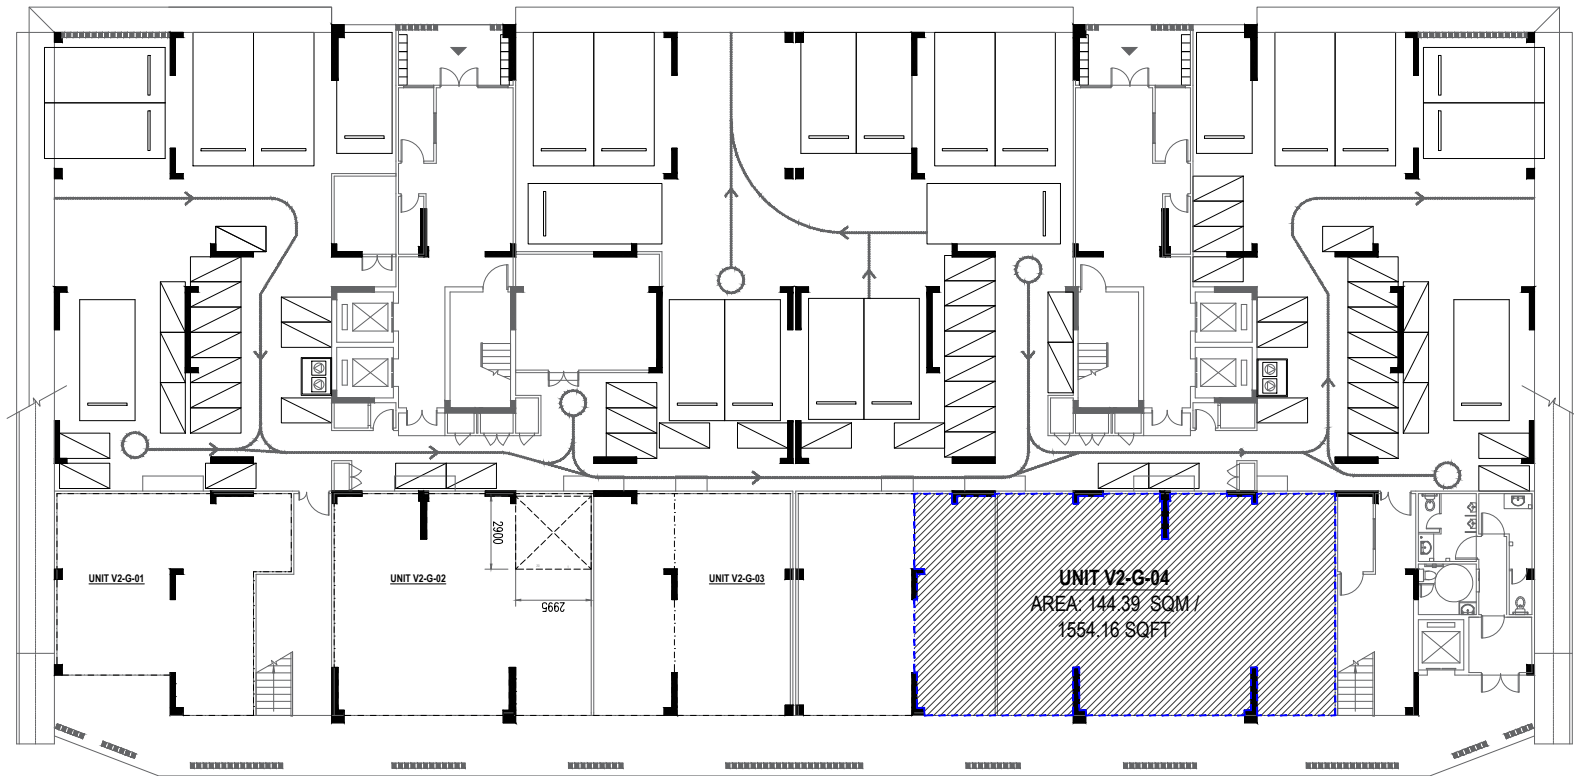 2900
UNIT V2-G-01
UNIT V2-G-02
UNIT V2-G-03
UNIT V2-G-04
AREA: 144.39 SQM /
1554.16 SQFT
2995